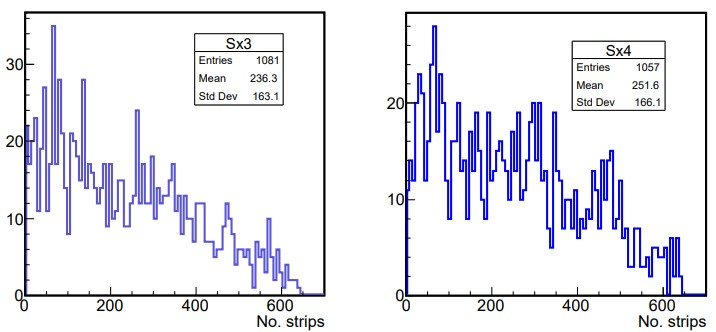 Sx3
Entries 1081
Mean 236.3
Std Dev 163.1
30
20
10
0
0 200 400 600
No. strips
Sx4
Entries 1057
Mean 251.6
Std Dev 166.1
20
10
0
0 200 400 600
No. strips